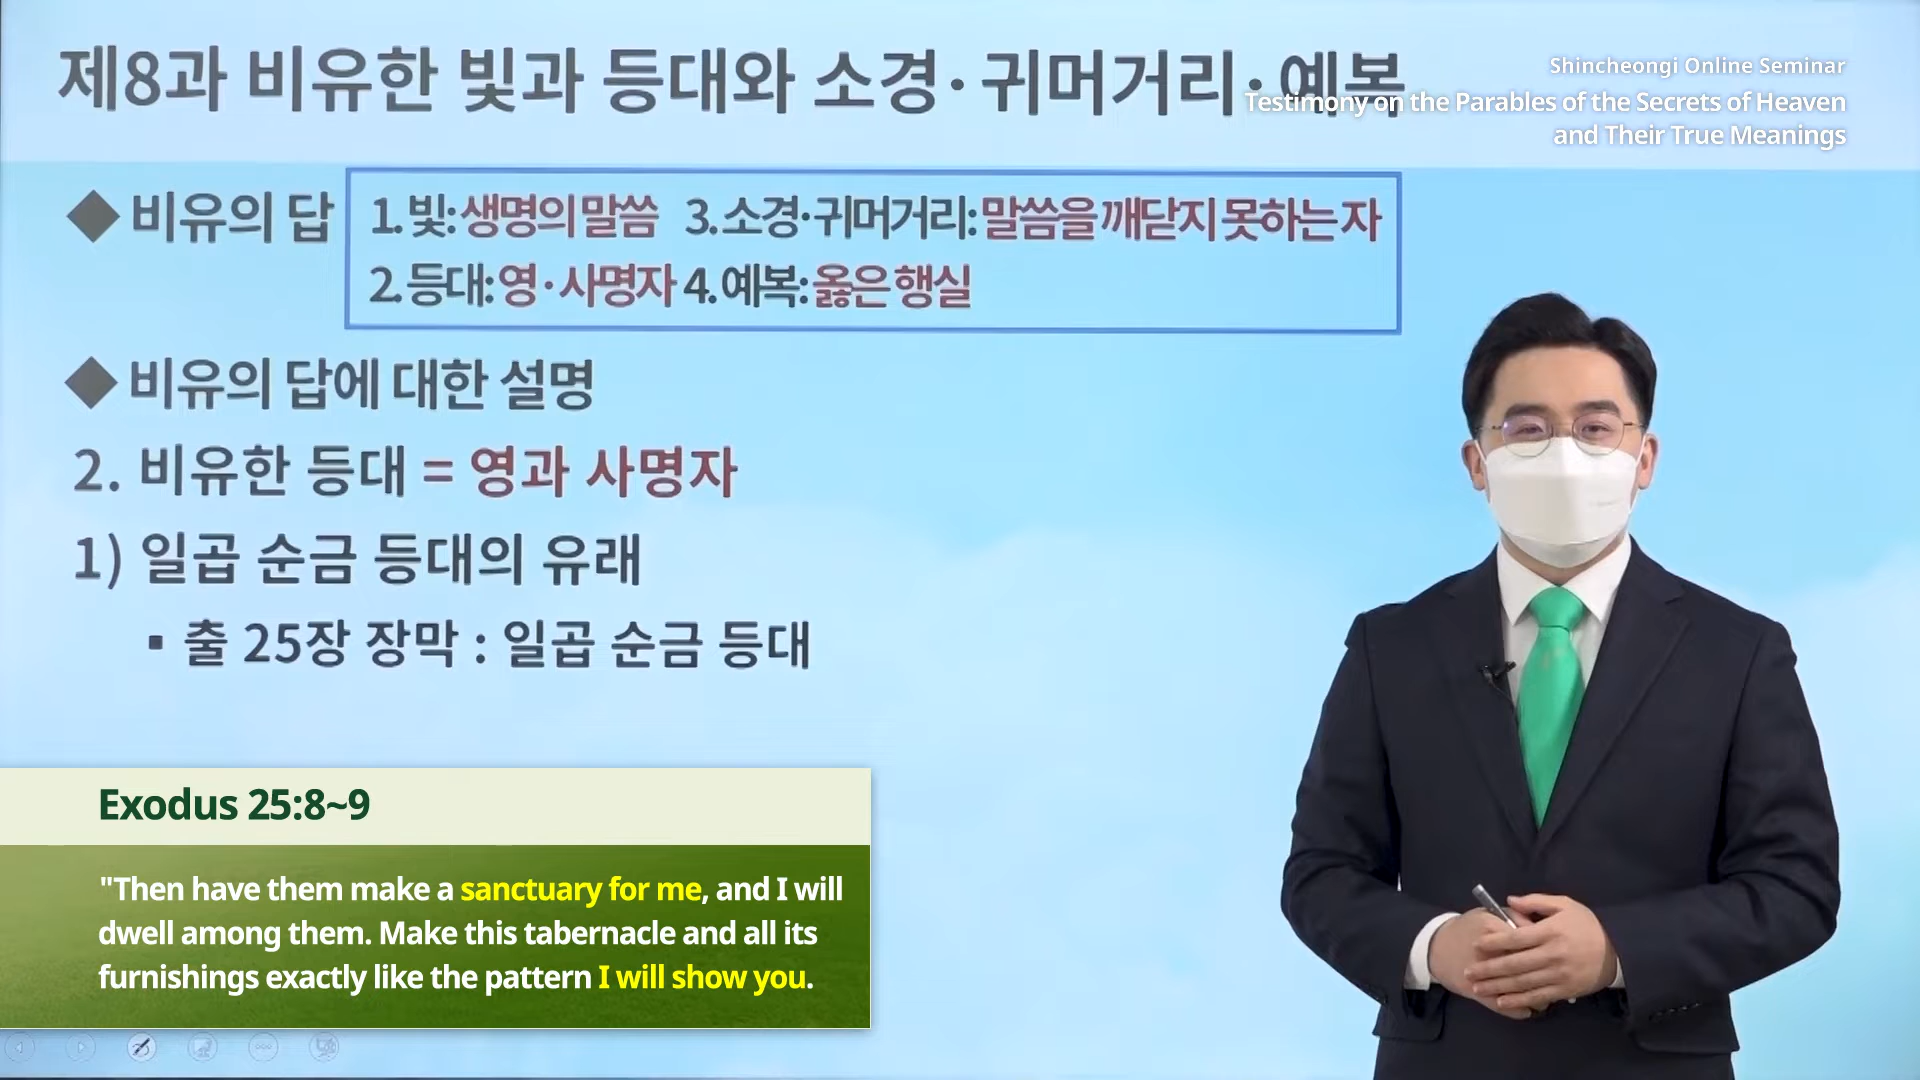 제8과 비유한 빛과 등대와 소경·귀머거리·예복
Shincheongi Online Seminar
Testimony on the Parables of the Secrets of Heaven
and Their True Meanings
◆ 비유의 답
1. 빛: 생명의 말씀 3. 소경·귀머거리: 말씀을 깨닫지 못하는 자
2. 등대: 영·사명자 4. 예복: 옳은 행실
◆ 비유의 답에 대한 설명
2. 비유한 등대 = 영과 사명자
1) 일곱 순금 등대의 유래
▪ 출 25장 장막 : 일곱 순금 등대
Exodus 25:8~9
"Then have them make a sanctuary for me, and I will
dwell among them. Make this tabernacle and all its
furnishings exactly like the pattern I will show you.